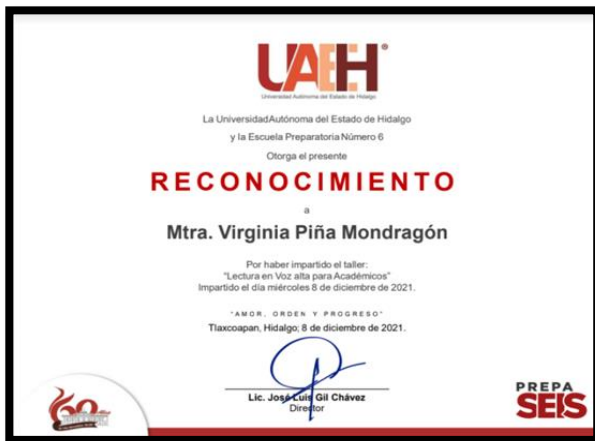 UAEH®
Universidad Autónoma del Estado de Hidalgo
La UniversidadAutónoma del Estado de Hidalgo
y la Escuela Preparatoria Número 6
Otorga el presente
RECONOCIMIENTO
a
Mtra. Virginia Piña Mondragón
Por haber impartido el taller:
"Lectura en Voz alta para Académicos"
Impartido el día miércoles 8 de diciembre de 2021.
"AMOR, ORDEN Y PROGRESO"
Tlaxcoapan, Hidalgo; 8 de diciembre de 2021.
Lic. José Luis Gil Chávez
Director
60
PREPA
SEIS